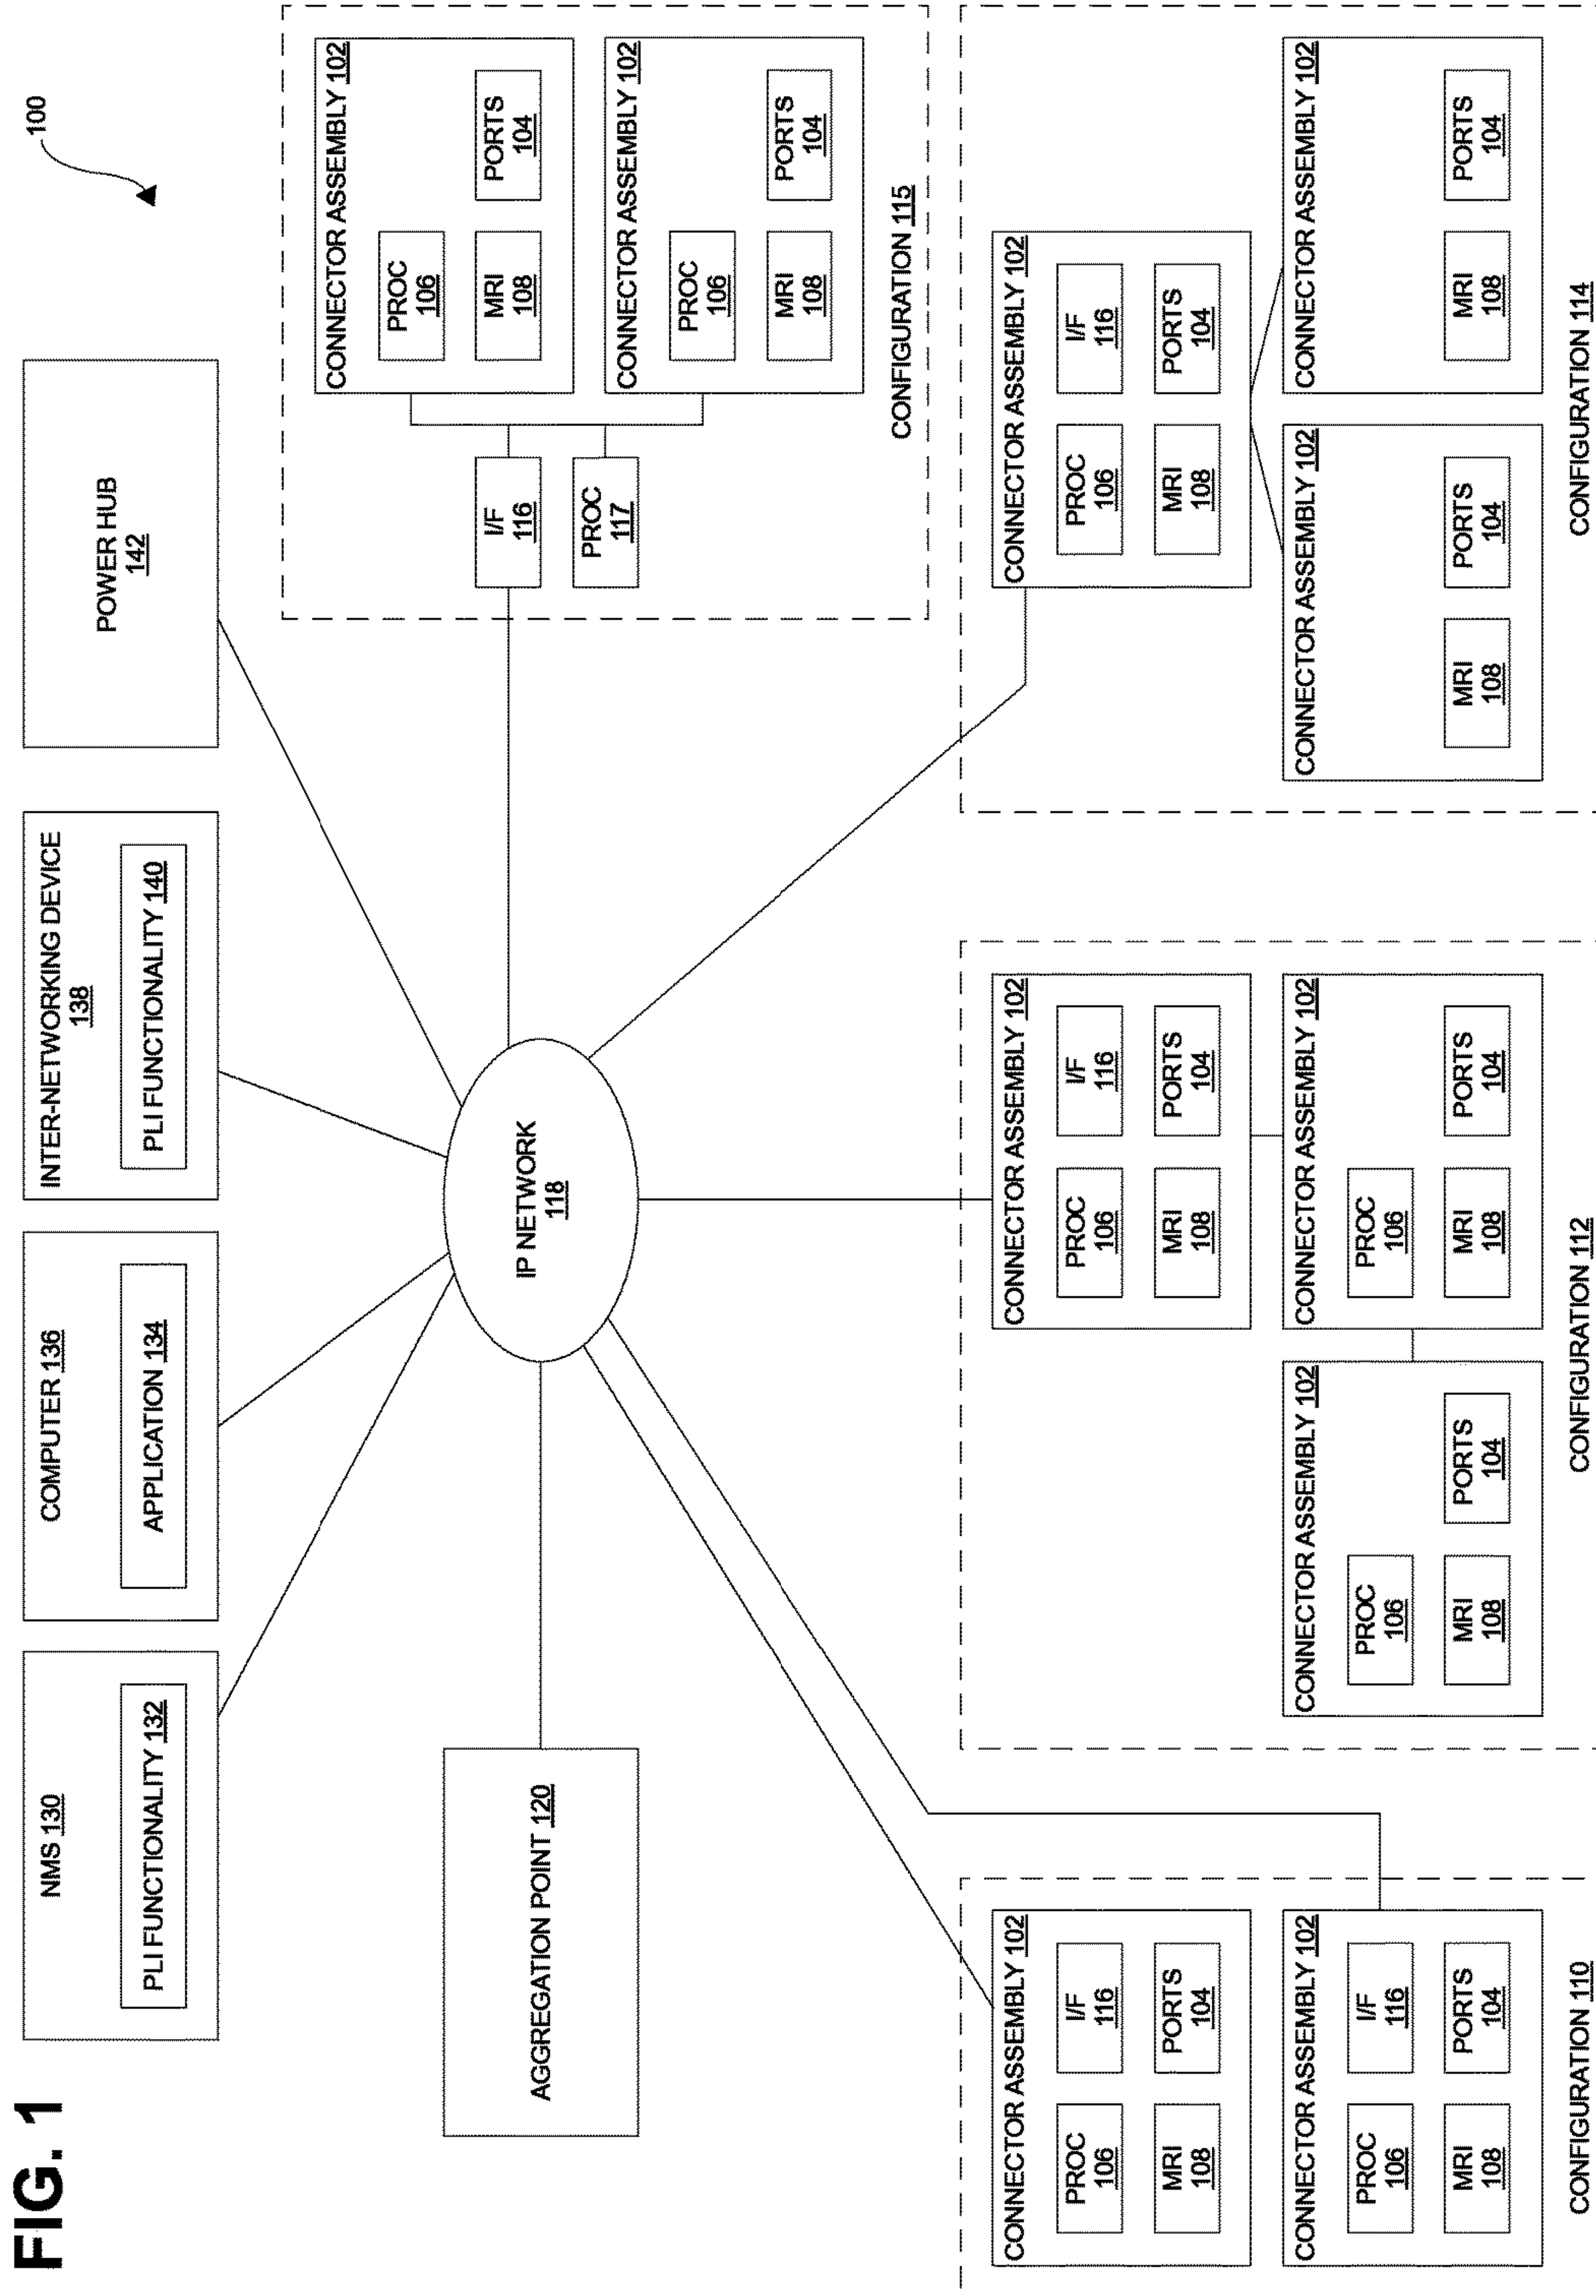 FIG. 1
100
NMS 130
PLI FUNCTIONALITY 132
COMPUTER 136
APPLICATION 134
INTER-NETWORKING DEVICE
138
PLI FUNCTIONALITY 140
POWER HUB
142
AGGREGATION POINT 120
IP NETWORK
118
I/F
116
PROC
117
CONNECTOR ASSEMBLY 102
PROC
106
MRI
108
PORTS
104
CONNECTOR ASSEMBLY 102
PROC
106
MRI
108
PORTS
104
CONFIGURATION 115
CONNECTOR ASSEMBLY 102
PROC
106
I/F
116
MRI
108
PORTS
104
CONNECTOR ASSEMBLY 102
PROC
106
I/F
116
MRI
108
PORTS
104
CONFIGURATION 110
CONNECTOR ASSEMBLY 102
PROC
106
I/F
116
MRI
108
PORTS
104
CONNECTOR ASSEMBLY 102
PROC
106
MRI
108
PORTS
104
CONNECTOR ASSEMBLY 102
PROC
106
MRI
108
PORTS
104
CONFIGURATION 112
CONNECTOR ASSEMBLY 102
PROC
106
I/F
116
MRI
108
PORTS
104
CONNECTOR ASSEMBLY 102
MRI
108
PORTS
104
CONNECTOR ASSEMBLY 102
MRI
108
PORTS
104
CONFIGURATION 114